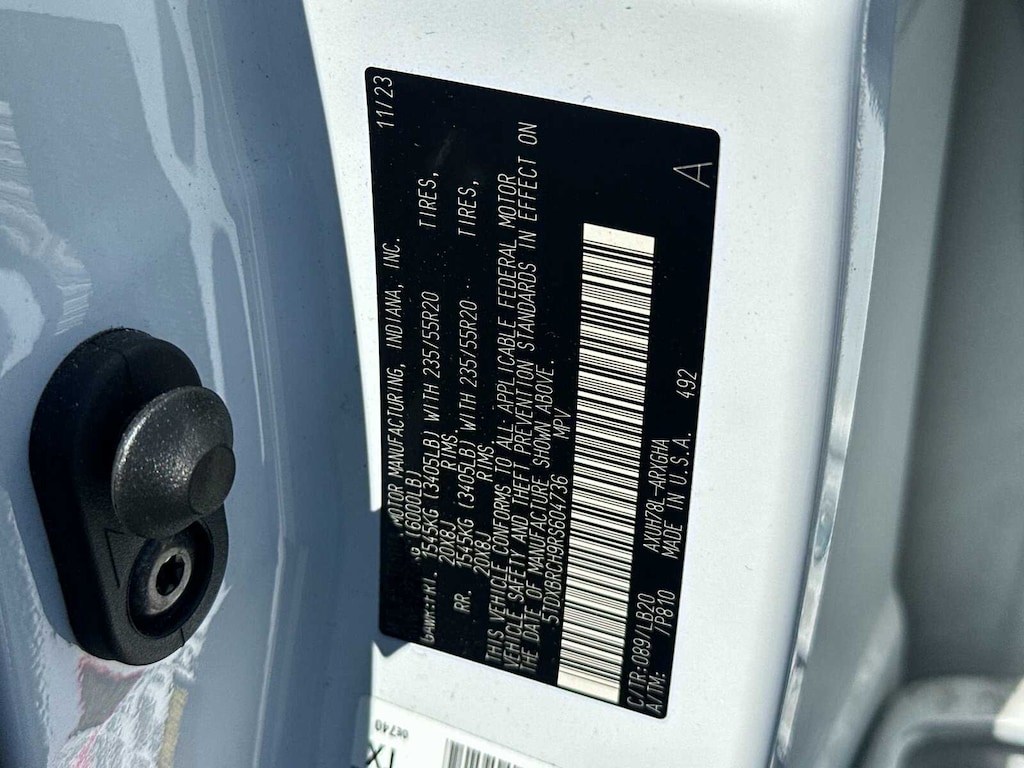 11/23
MOTOR MANUFACTURING, INDIANA, INC.
(6000LB)
1545KG (3405LB) WITH 235/55R20 TIRES,
20X8J RIMS
RR. 1545KG (3405LB) WITH 235/55R20 TIRES,
20X8J RIMS.
THIS VEHICLE CONFORMS TO ALL APPLICABLE FEDERAL MOTOR
VEHICLE SAFETY AND THEFT PREVENTION STANDARDS IN EFFECT ON
THE DATE OF MANUFACTURE SHOWN ABOVE.
5TDXBRCH9RS604736 MPV
C/TR:089/LB20 AXUH78L-ARXGHA
A/TM: /P810 MADE IN U.S.A. 492
A
0E740